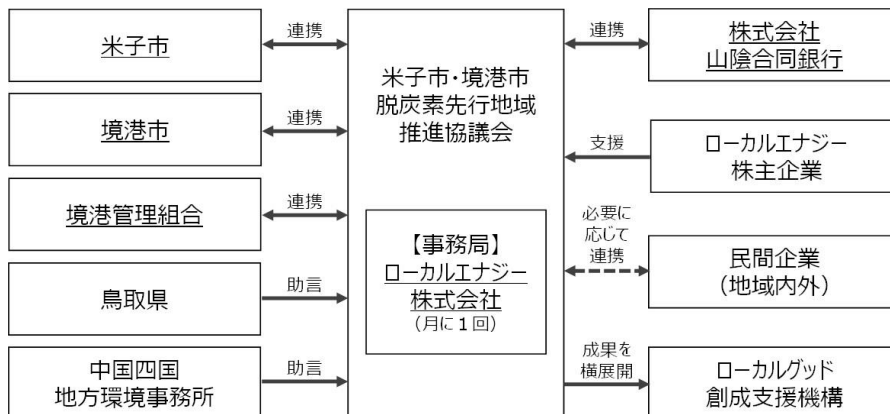 米子市
連携
境港市
連携
境港管理組合
連携
鳥取県
助言
中国四国
地方環境事務所
助言
米子市・境港市
脱炭素先行地域
推進協議会
【事務局】
ローカルエナジー
株式会社
(月に1回)
連携
株式会社
山陰合同銀行
支援
ローカルエナジー
株主企業
必要に
応じて
連携
民間企業
(地域内外)
成果を
横展開
ローカルグッド
創成支援機構